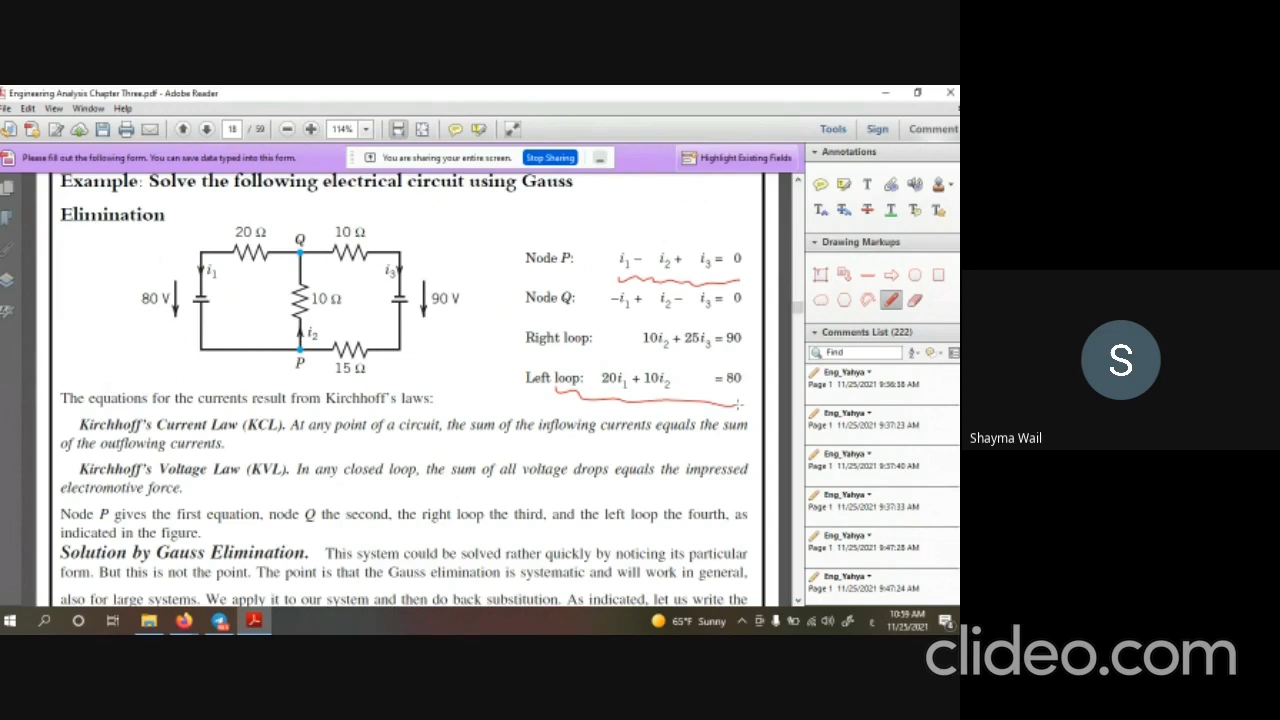 Engineering Analysis Chapter Three.pdf - Adobe Reader
File Edit View Window Help
18 / 59
114%
Tools Sign Comment
Please fill out the following form. You can save data typed into this form.
You are sharing your entire screen. Stop Sharing
Highlight Existing Fields
Example: Solve the following electrical circuit using Gauss
Elimination
20 Ω Q 10 Ω
i1 i3
80 V 10 Ω 90 V
i2
P 15 Ω
Node P: i1 − i2 + i3 = 0
Node Q: −i1 + i2 − i3 = 0
Right loop: 10i2 + 25i3 = 90
Left loop: 20i1 + 10i2 = 80
The equations for the currents result from Kirchhoff's laws:
Kirchhoff's Current Law (KCL). At any point of a circuit, the sum of the inflowing currents equals the sum
of the outflowing currents.
Kirchhoff's Voltage Law (KVL). In any closed loop, the sum of all voltage drops equals the impressed
electromotive force.
Node P gives the first equation, node Q the second, the right loop the third, and the left loop the fourth, as
indicated in the figure.
Solution by Gauss Elimination. This system could be solved rather quickly by noticing its particular
form. But this is not the point. The point is that the Gauss elimination is systematic and will work in general,
also for large systems. We apply it to our system and then do back substitution. As indicated, let us write the
Annotations
Drawing Markups
Comments List (222)
Find
Eng_Yahya
Page 1 11/25/2021 9:36:38 AM
Eng_Yahya
Page 1 11/25/2021 9:37:23 AM
Eng_Yahya
Page 1 11/25/2021 9:37:40 AM
Eng_Yahya
Page 1 11/25/2021 9:37:33 AM
Eng_Yahya
Page 1 11/25/2021 9:47:28 AM
Eng_Yahya
Page 1 11/25/2021 9:47:24 AM
65°F Sunny
10:59 AM
11/25/2021
S
Shayma Wail
clideo.com